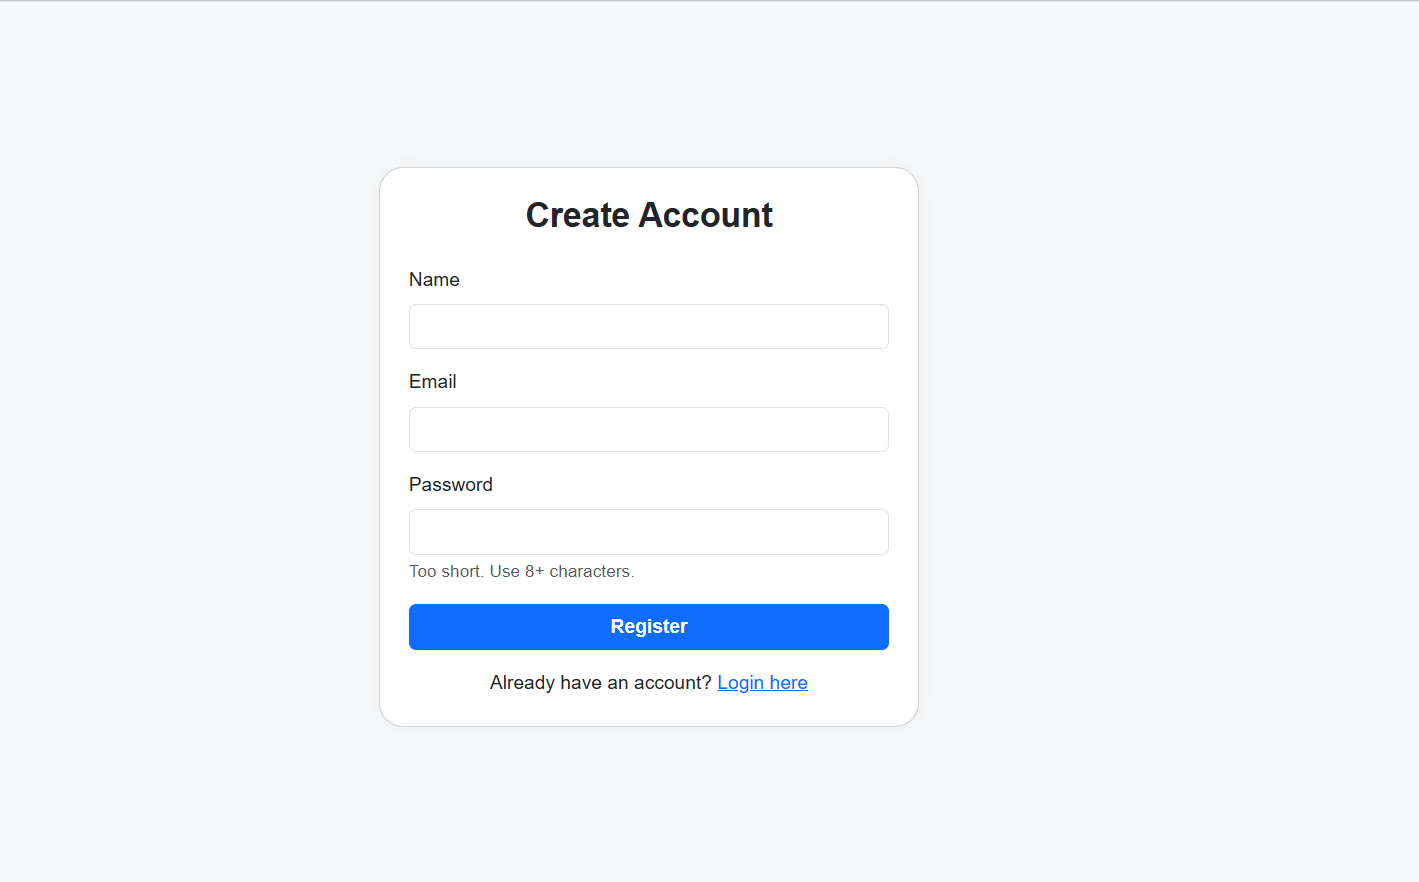 Create Account
Name
Email
Password
Too short. Use 8+ characters.
Register
Already have an account? Login here